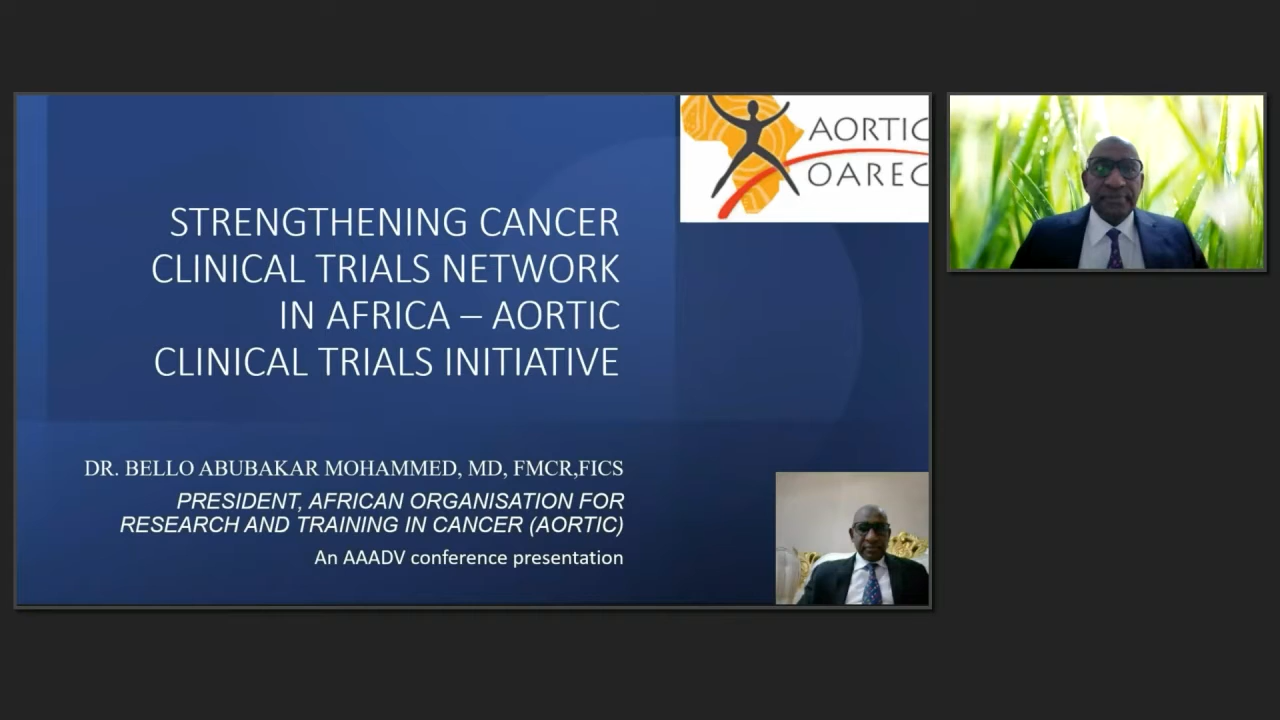 AORTIC
OAREC
STRENGTHENING CANCER
CLINICAL TRIALS NETWORK
IN AFRICA – AORTIC
CLINICAL TRIALS INITIATIVE
DR. BELLO ABUBAKAR MOHAMMED, MD, FMCR,FICS
PRESIDENT, AFRICAN ORGANISATION FOR
RESEARCH AND TRAINING IN CANCER (AORTIC)
An AAADV conference presentation